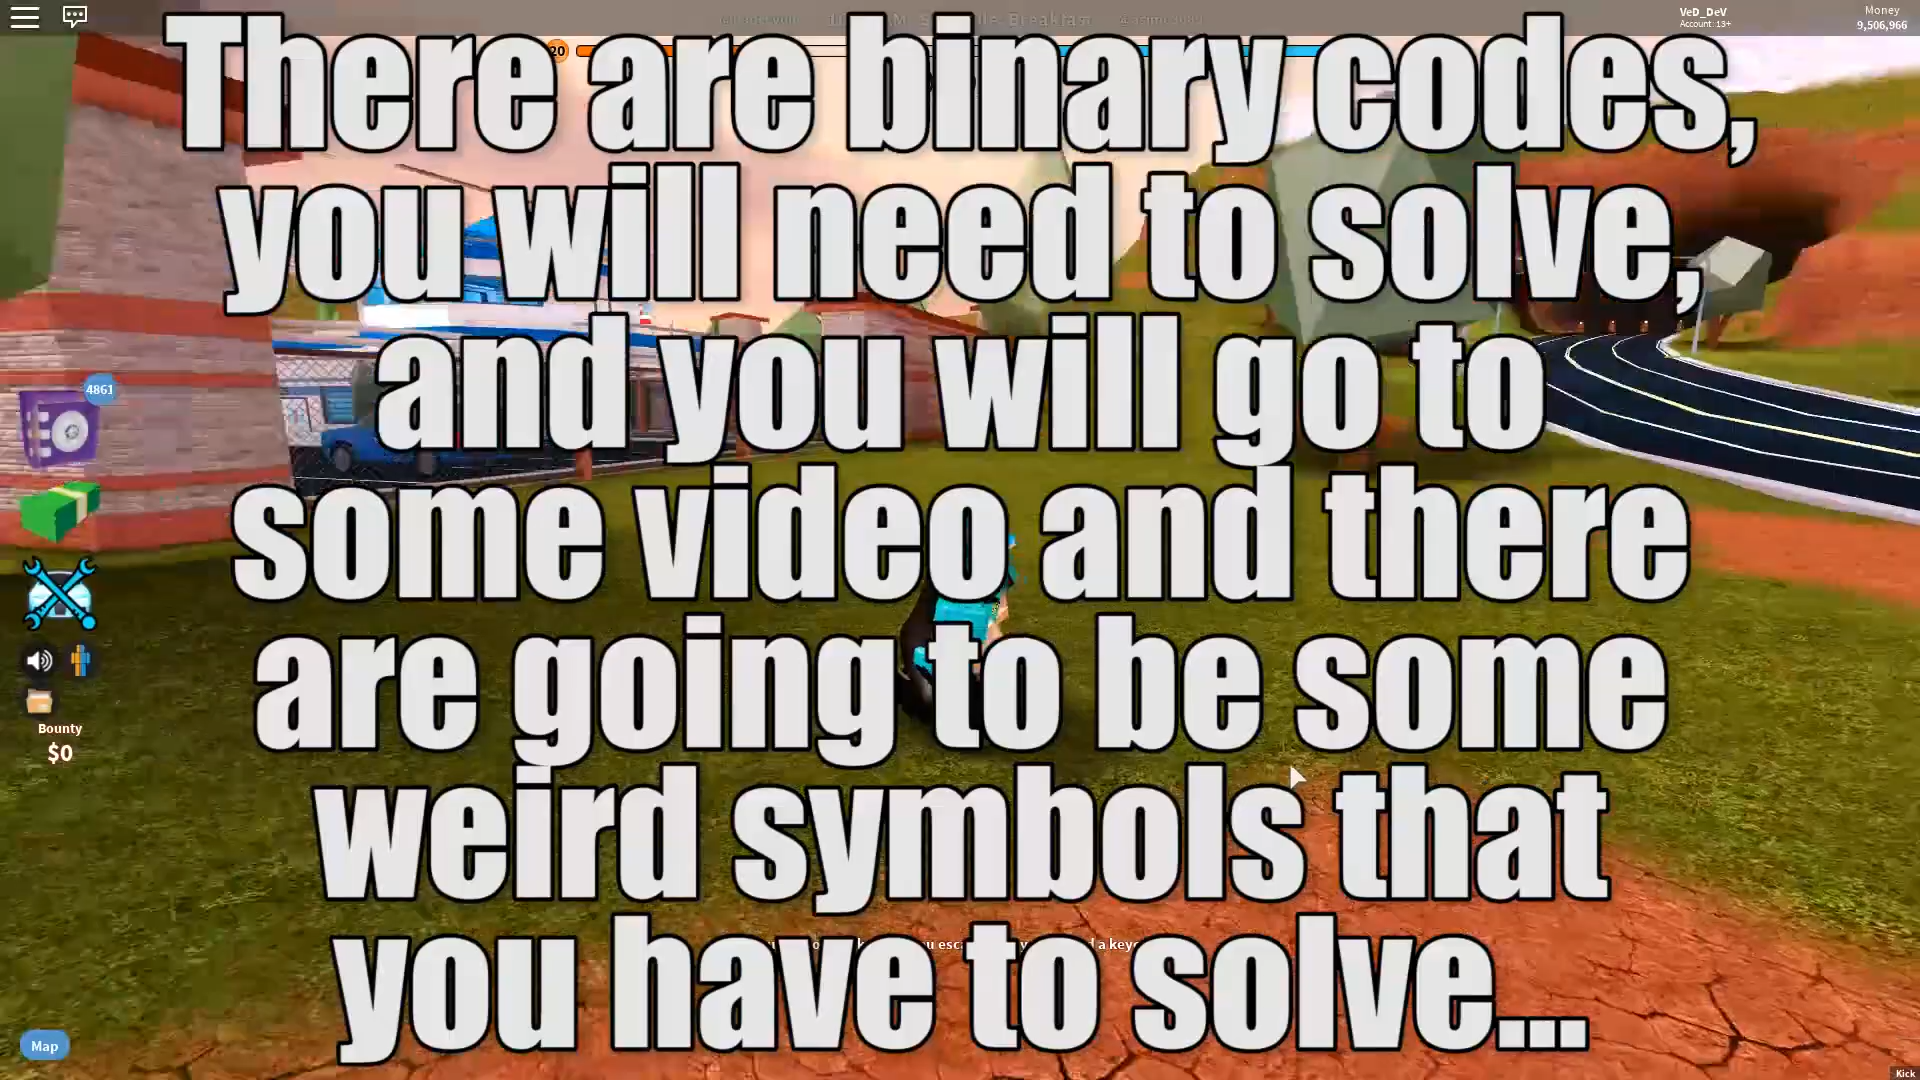 VeD_DeV
Account: 13+
Money
9,506,966
20
There are binary codes,
you will need to solve,
and you will go to
some video and there
are going to be some
weird symbols that
you have to solve...
4861
Bounty
$0
Map
Kick